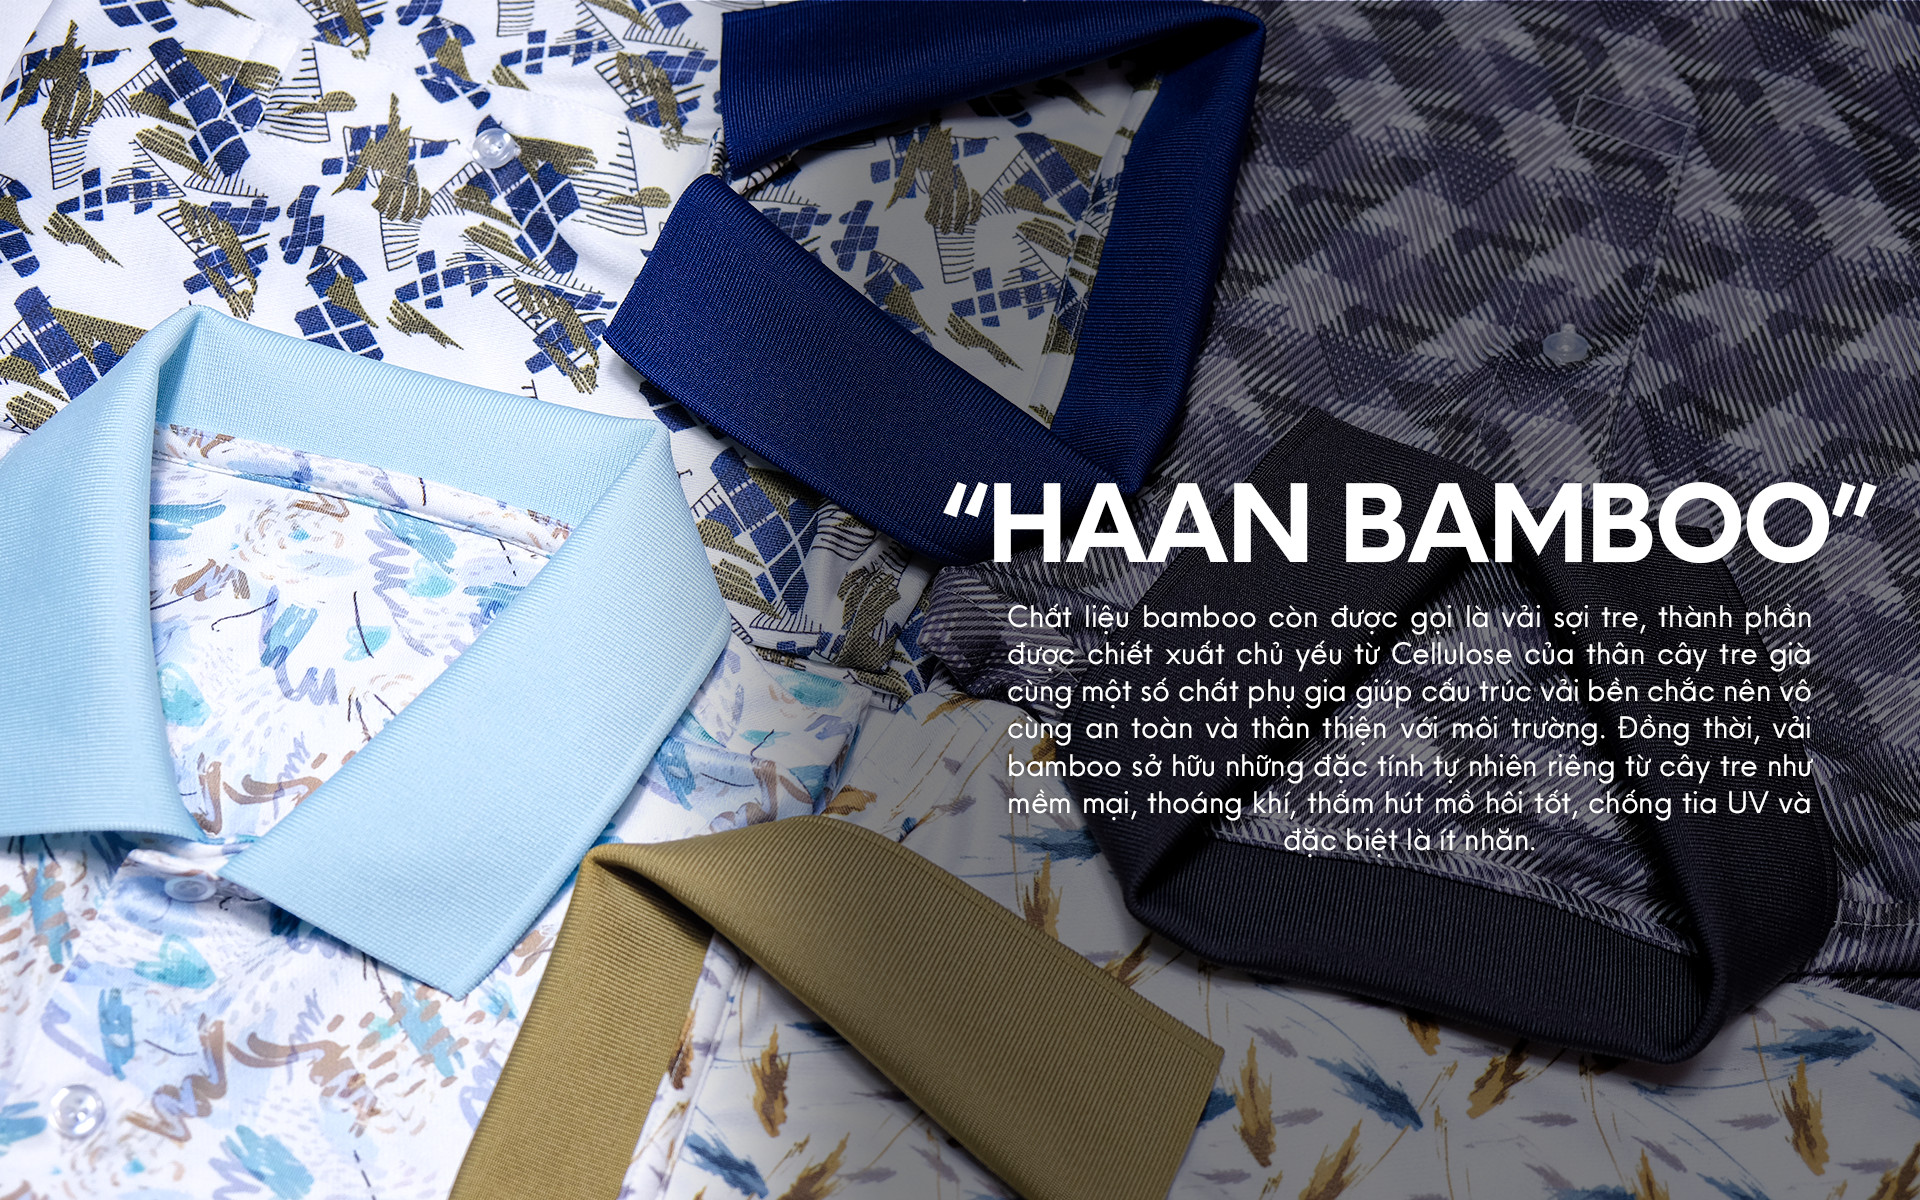 “HAAN BAMBOO”
Chất liệu bamboo còn được gọi là vải sợi tre, thành phần
được chiết xuất chủ yếu từ Cellulose của thân cây tre già
cùng một số chất phụ gia giúp cấu trúc vải bền chắc nên vô
cùng an toàn và thân thiện với môi trường. Đồng thời, vải
bamboo sở hữu những đặc tính tự nhiên riêng từ cây tre như
mềm mại, thoáng khí, thấm hút mồ hôi tốt, chống tia UV và
đặc biệt là ít nhăn.